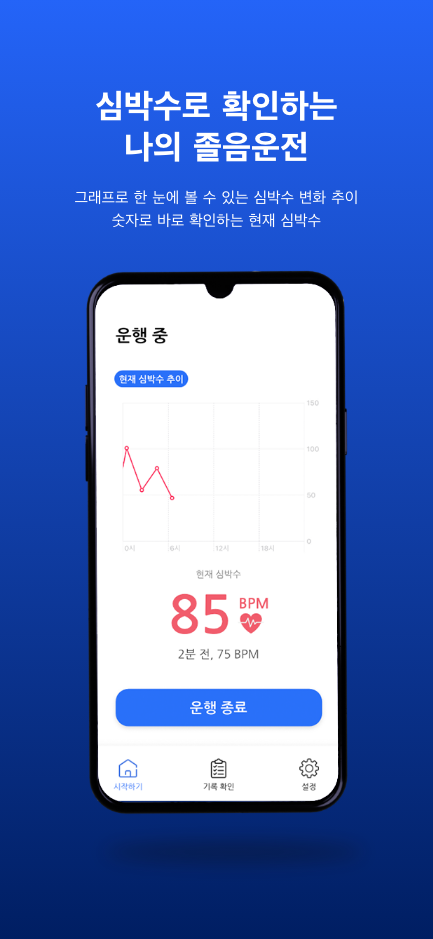 심박수로 확인하는
나의 졸음운전
그래프로 한 눈에 볼 수 있는 심박수 변화 추이
숫자로 바로 확인하는 현재 심박수
운행 중
현재 심박수 추이
150
100
50
0
0시 6시 12시 18시
현재 심박수
85 BPM
2분 전, 75 BPM
운행 종료
시작하기 기록 확인 설정